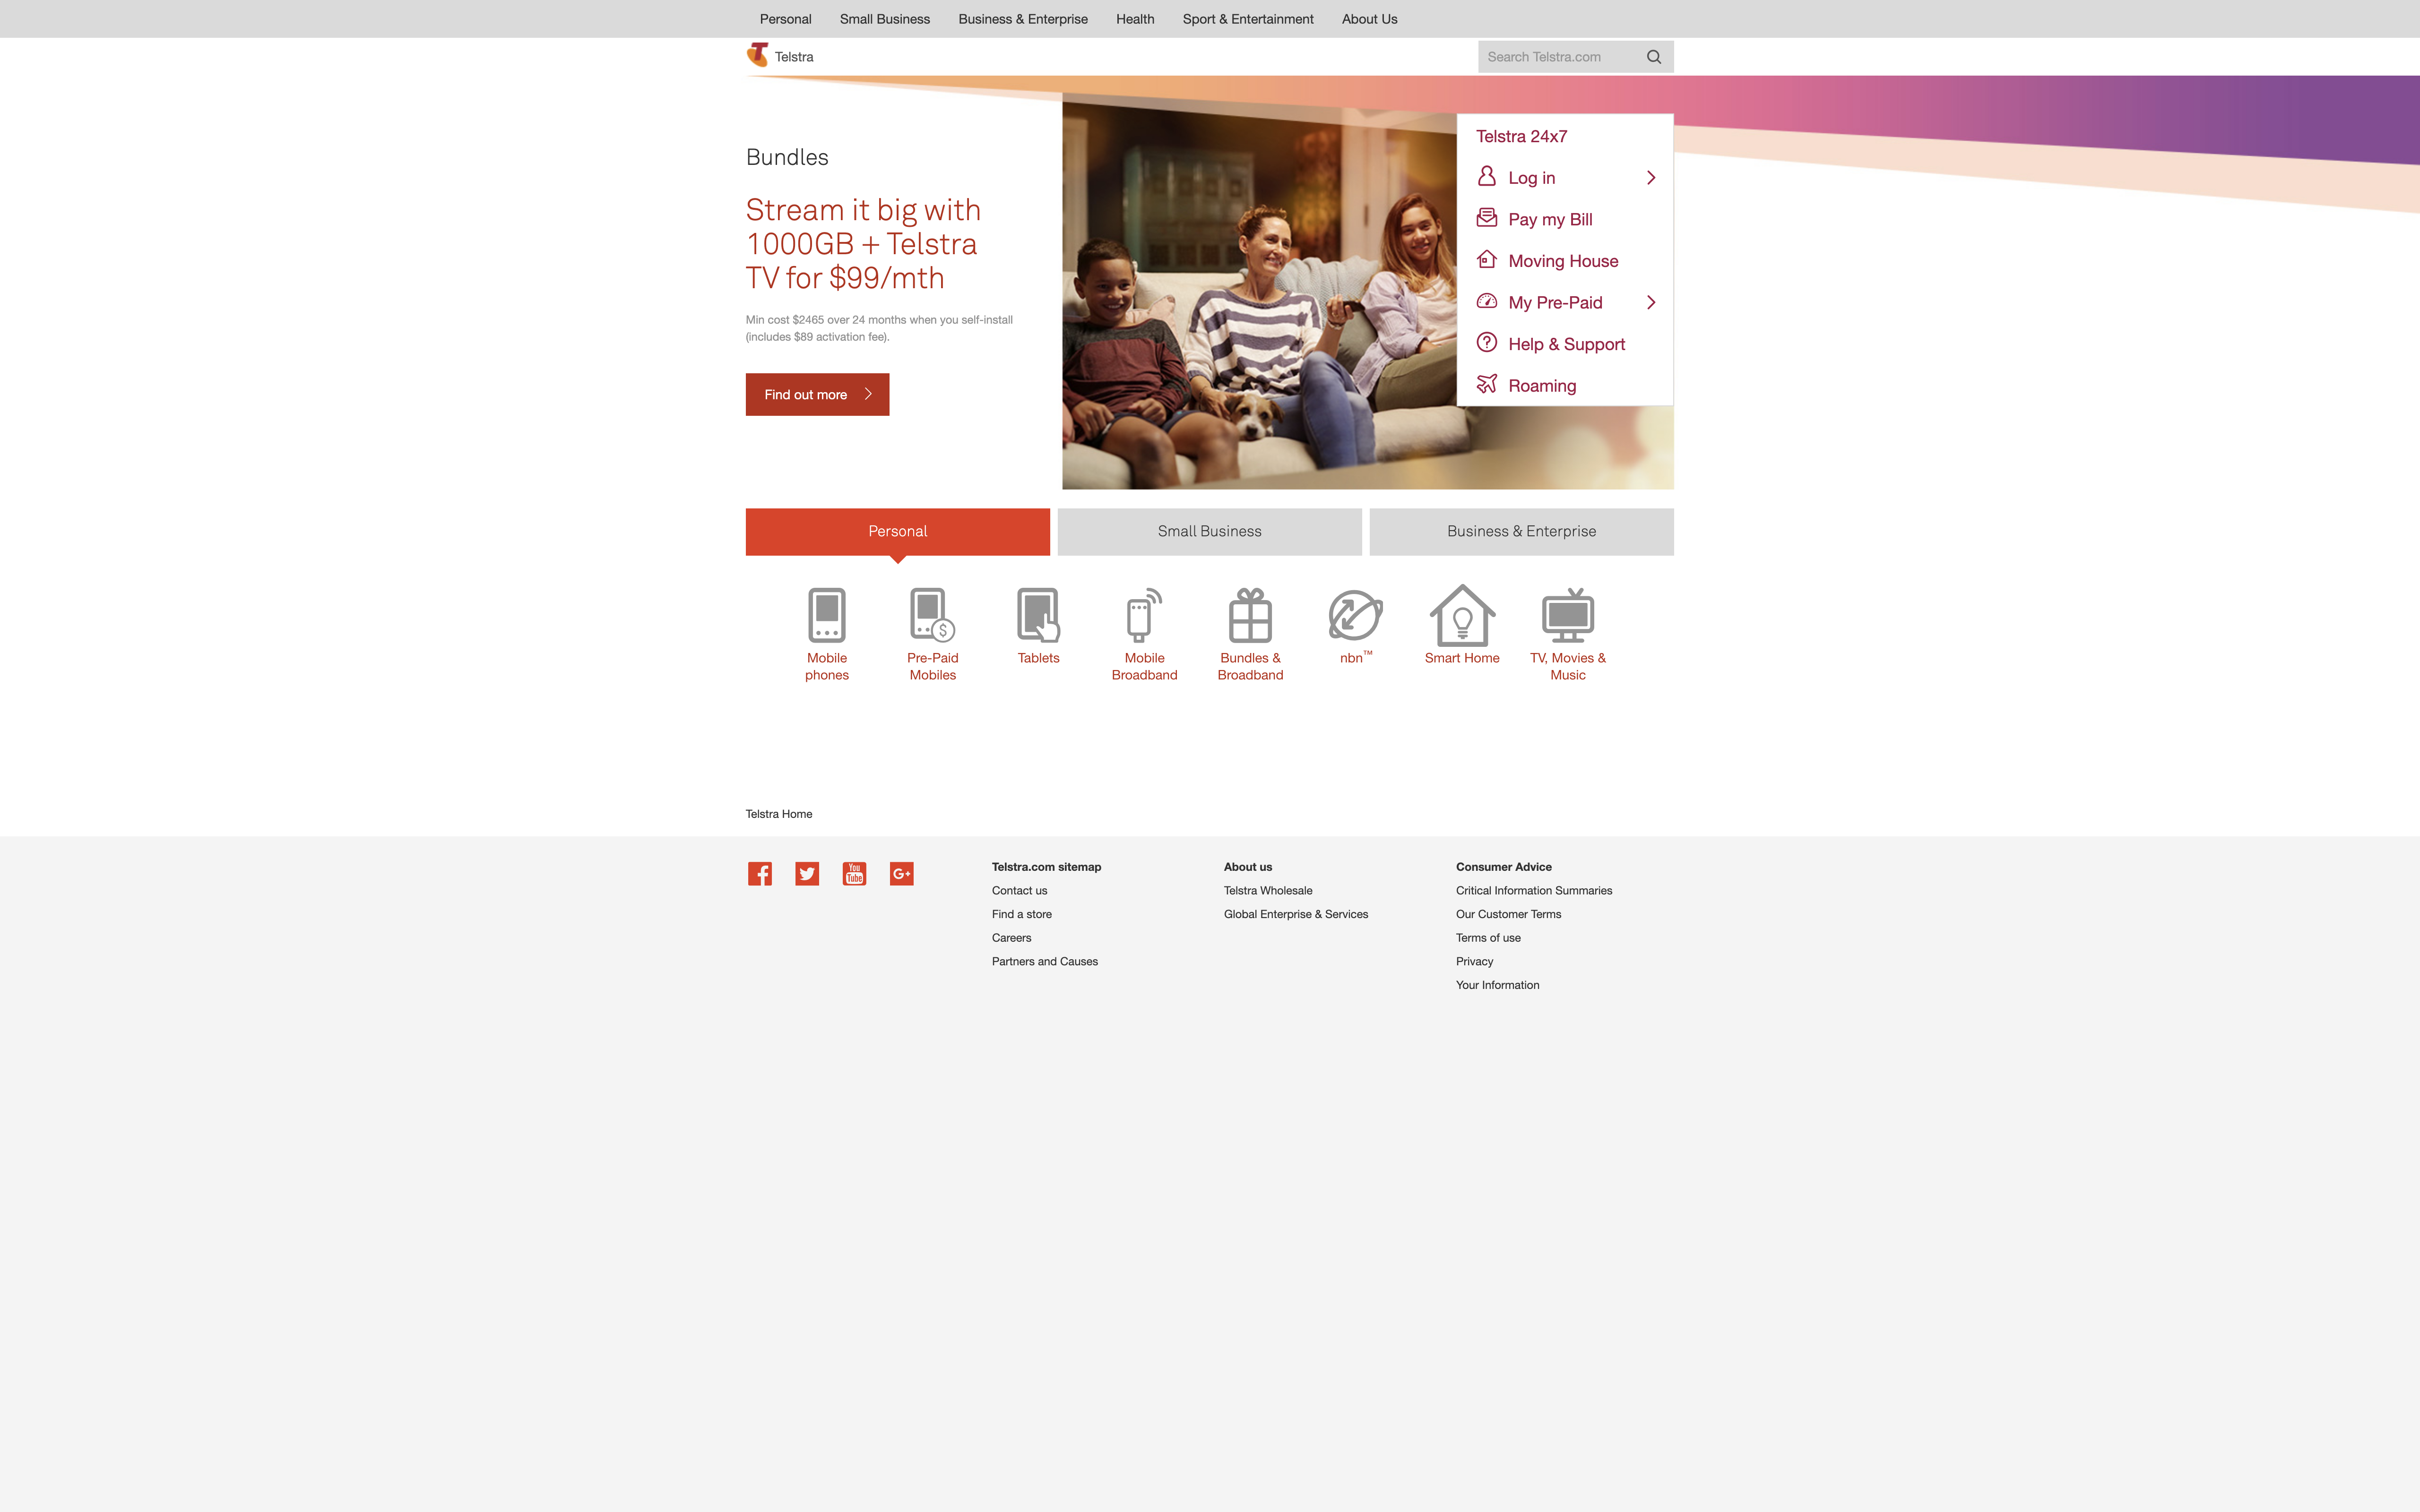 Personal Small Business Business & Enterprise Health Sport & Entertainment About Us
Telstra
Search Telstra.com
Bundles
Stream it big with
1000GB + Telstra
TV for $99/mth
Min cost $2465 over 24 months when you self-install
(includes $89 activation fee).
Find out more
Telstra 24x7
Log in
Pay my Bill
Moving House
My Pre-Paid
Help & Support
Roaming
Personal
Small Business
Business & Enterprise
Mobile
phones
Pre-Paid
Mobiles
Tablets
Mobile
Broadband
Bundles &
Broadband
nbn™
Smart Home
TV, Movies &
Music
Telstra Home
You
Tube
G+
Telstra.com sitemap
Contact us
Find a store
Careers
Partners and Causes
About us
Telstra Wholesale
Global Enterprise & Services
Consumer Advice
Critical Information Summaries
Our Customer Terms
Terms of use
Privacy
Your Information